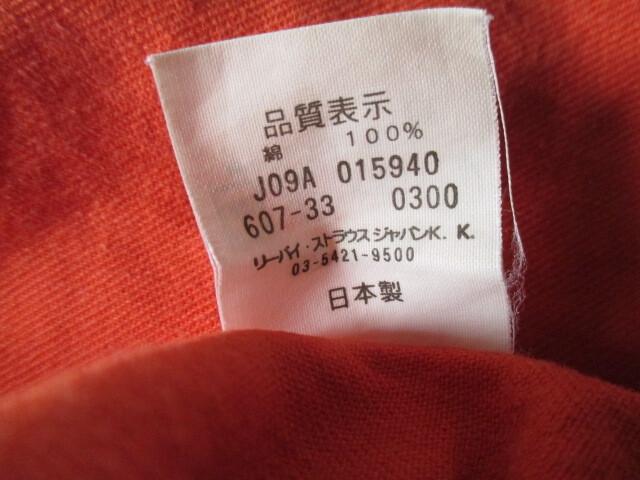 品質表示
綿 100%
J09A 015940
607-33 0300
リーバイ・ストラウスジャパンK. K.
03-5421-9500
日本製